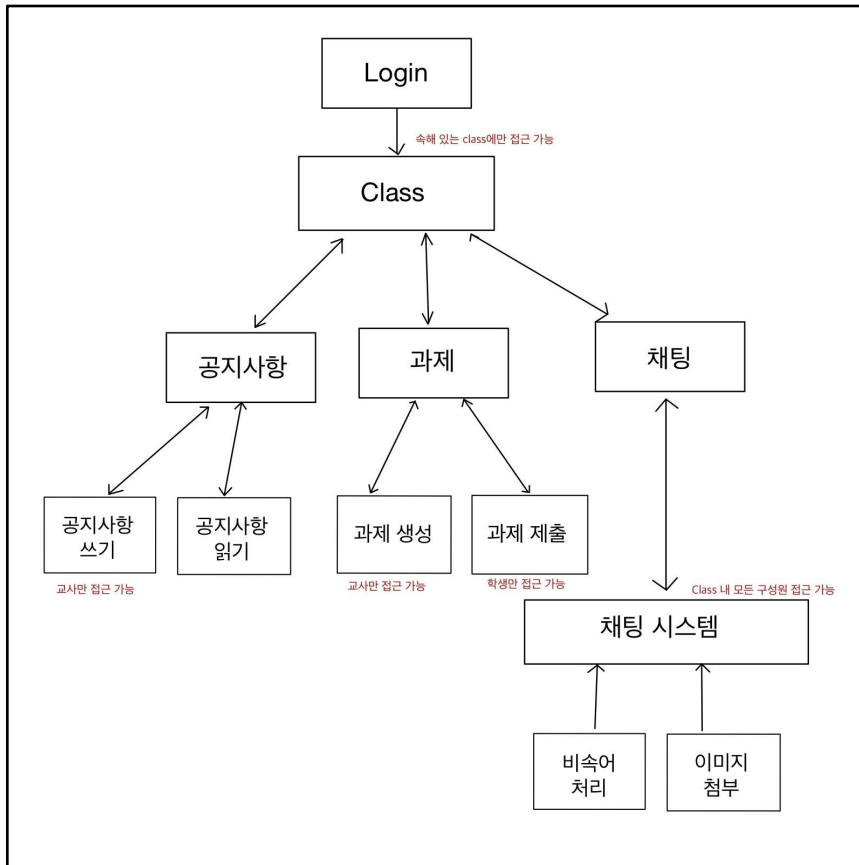 Login
속해 있는 class에만 접근 가능
Class
공지사항
과제
채팅
공지사항
쓰기
공지사항
읽기
과제 생성
과제 제출
교사만 접근 가능
교사만 접근 가능
학생만 접근 가능
Class 내 모든 구성원 접근 가능
채팅 시스템
비속어
처리
이미지
첨부